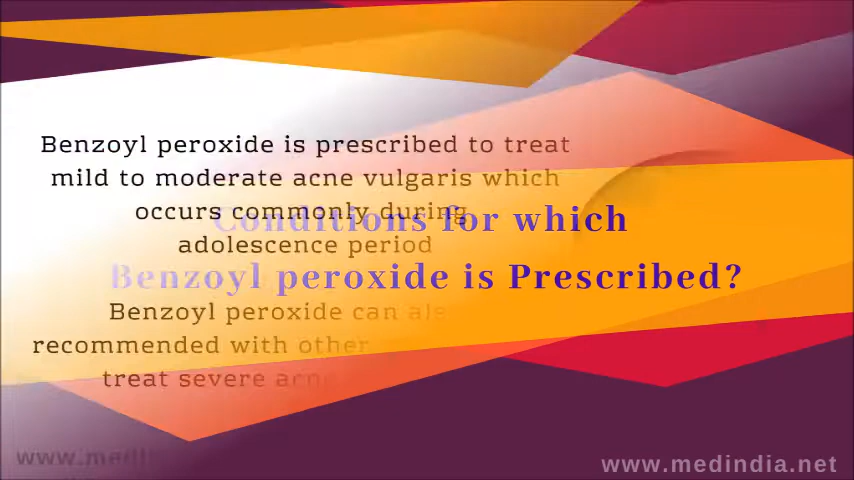 Benzoyl peroxide is prescribed to treat
mild to moderate acne vulgaris which
occurs commonly during
adolescence period
Conditions for which
Benzoyl peroxide is Prescribed?
Benzoyl peroxide can
recommended with other
treat severe
www.medindia.net